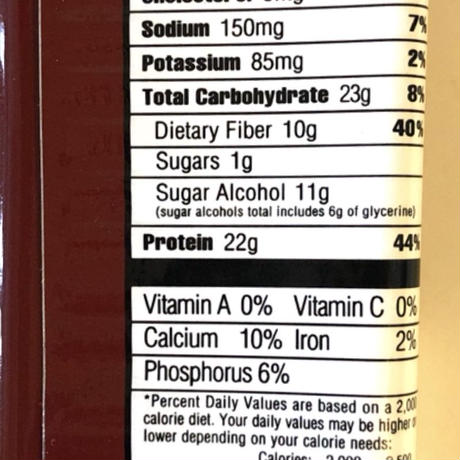 Sodium 150mg 7%
Potassium 85mg 2%
Total Carbohydrate 23g 8%
Dietary Fiber 10g 40%
Sugars 1g
Sugar Alcohol 11g
(sugar alcohols total includes 6g of glycerine)
Protein 22g 44%
Vitamin A 0% Vitamin C 0%
Calcium 10% Iron 2%
Phosphorus 6%
*Percent Daily Values are based on a 2,000
calorie diet. Your daily values may be higher
lower depending on your calorie needs:
Calories: